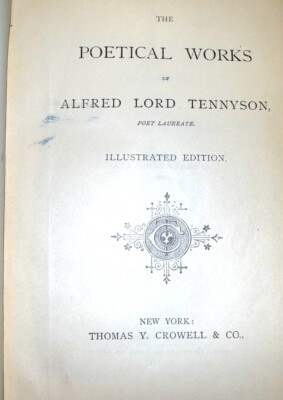 THE
POETICAL WORKS
OF
ALFRED LORD TENNYSON,
POET LAUREATE.
ILLUSTRATED EDITION.
NEW YORK:
THOMAS Y. CROWELL & CO.,